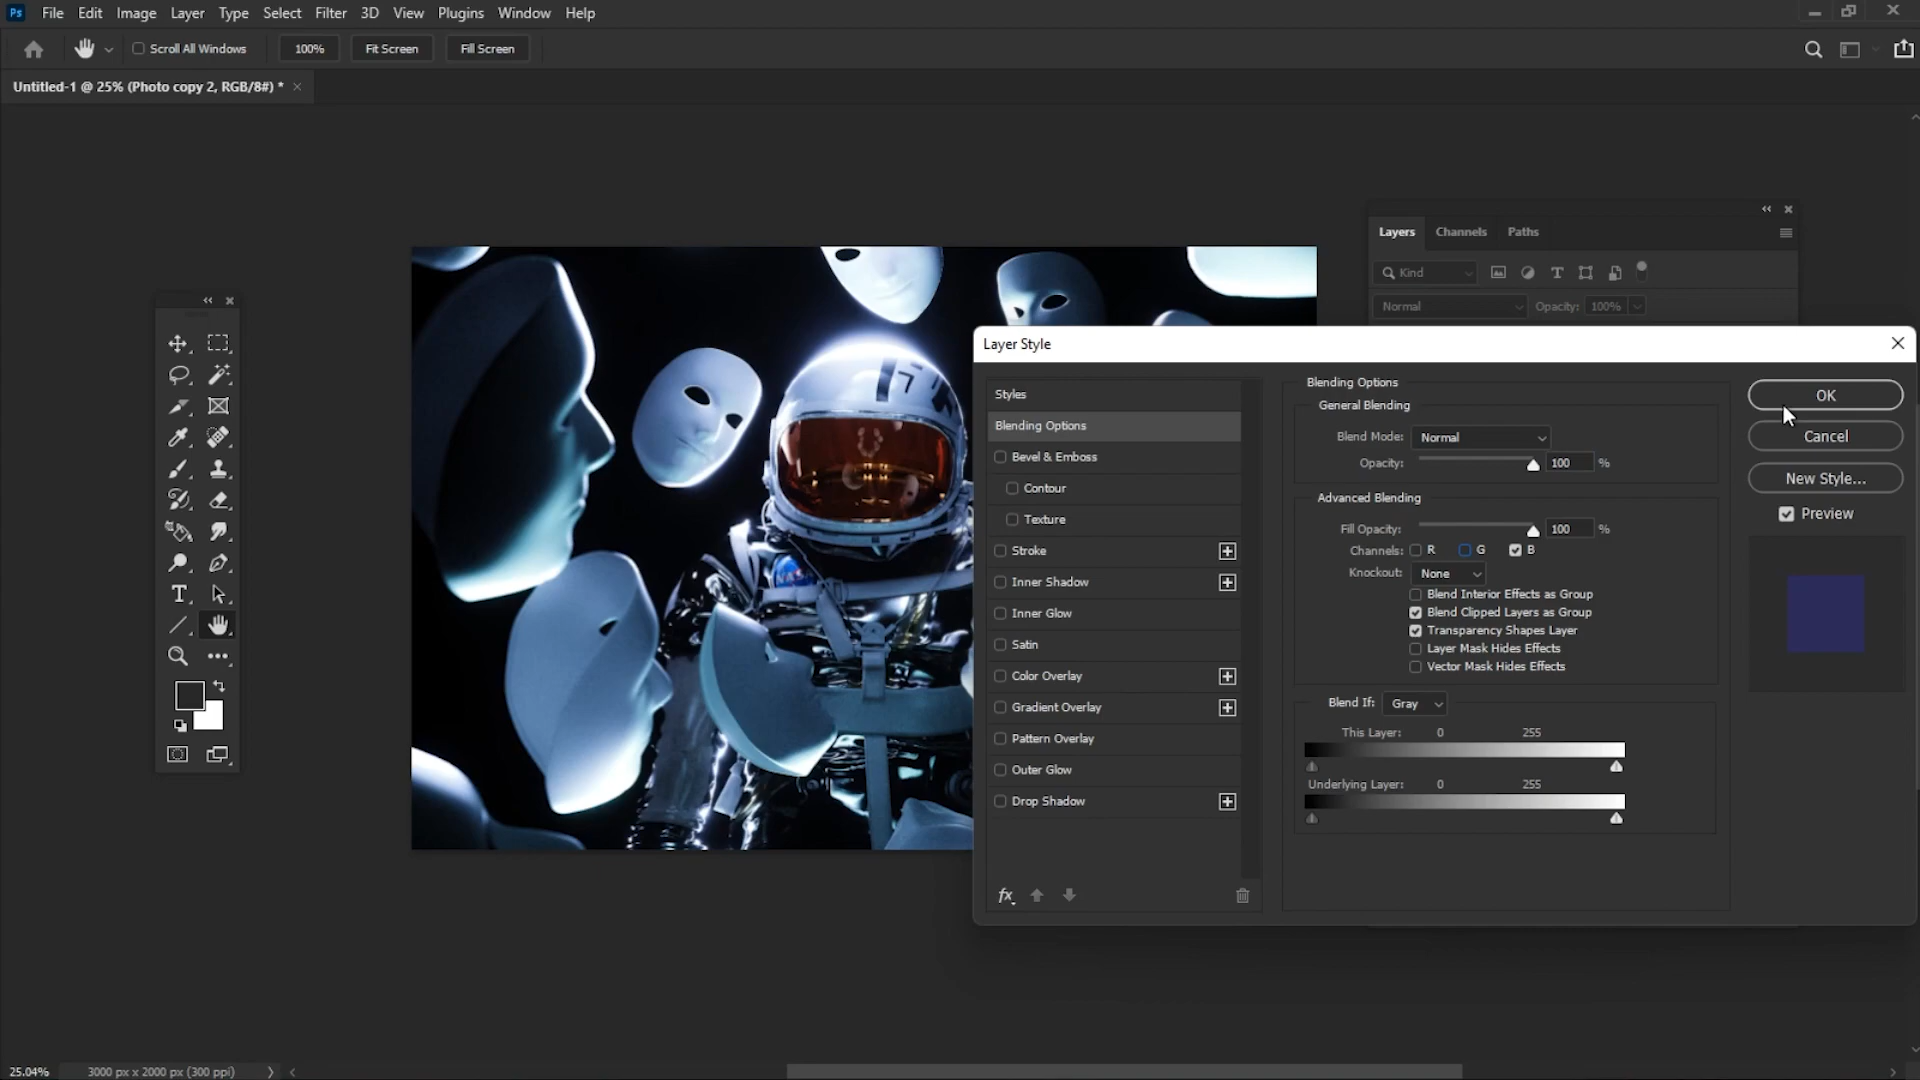 Ps File Edit Image Layer Type Select Filter 3D View Plugins Window Help
Scroll All Windows 100% Fit Screen Fill Screen
Untitled-1 @ 25% (Photo copy 2, RGB/8#) *
Layers Channels Paths
Kind
Normal Opacity: 100%
Layer Style
Styles
Blending Options
Bevel & Emboss
Contour
Texture
Stroke
Inner Shadow
Inner Glow
Satin
Color Overlay
Gradient Overlay
Pattern Overlay
Outer Glow
Drop Shadow
fx
Blending Options
General Blending
Blend Mode: Normal
Opacity: 100 %
Advanced Blending
Fill Opacity: 100 %
Channels: R G B
Knockout: None
Blend Interior Effects as Group
Blend Clipped Layers as Group
Transparency Shapes Layer
Layer Mask Hides Effects
Vector Mask Hides Effects
Blend If: Gray
This Layer: 0 255
Underlying Layer: 0 255
OK
Cancel
New Style...
Preview
NASA
25.04% 3000 px x 2000 px (300 ppi)